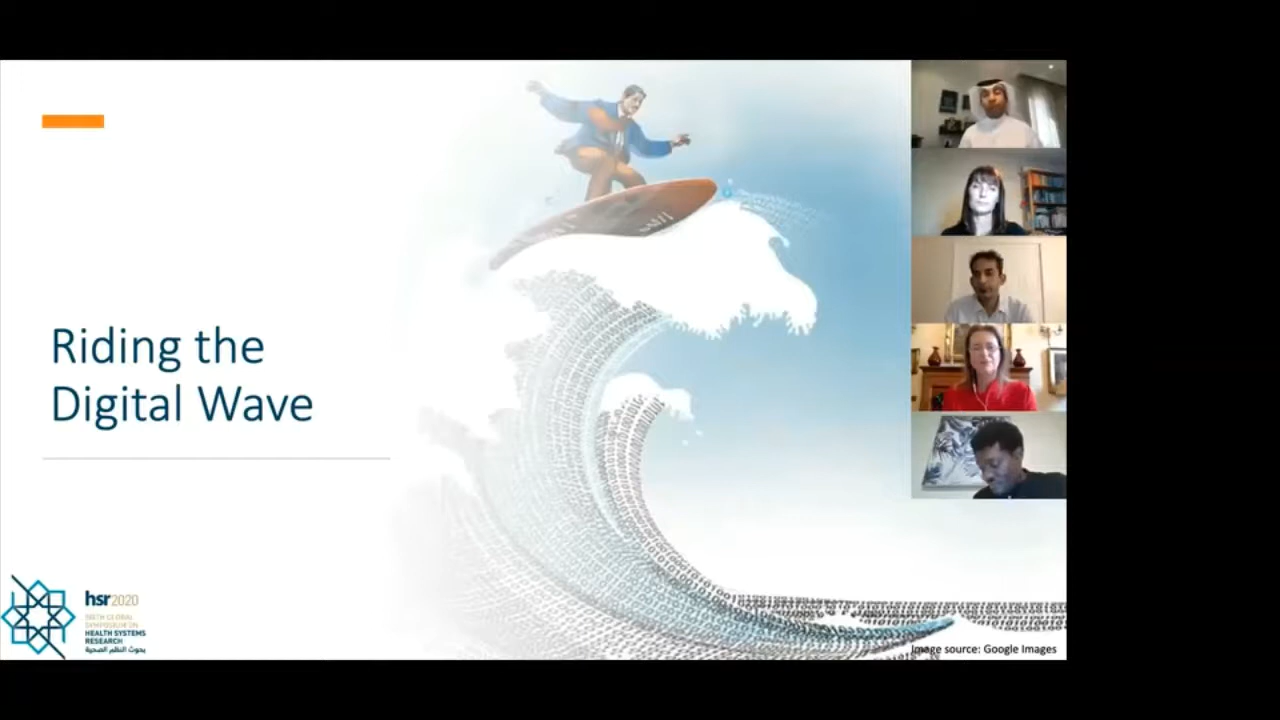 Riding the
Digital Wave
hsr2020
SIXTH GLOBAL
SYMPOSIUM ON
HEALTH SYSTEMS
RESEARCH
بحوث النظم الصحية
Image source: Google Images